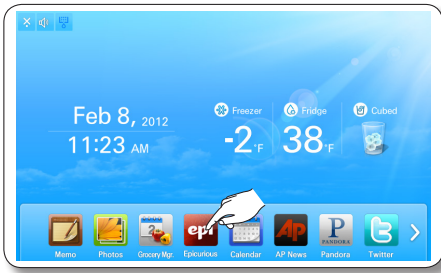 Feb 8, 2012
11:23 AM
Freezer
-2°F
Fridge
38°F
Cubed
epi
AP
P
PANDORA
Memo
Photos
Grocery Mgr.
Epicurious
Calendar
AP News
Pandora
Twitter